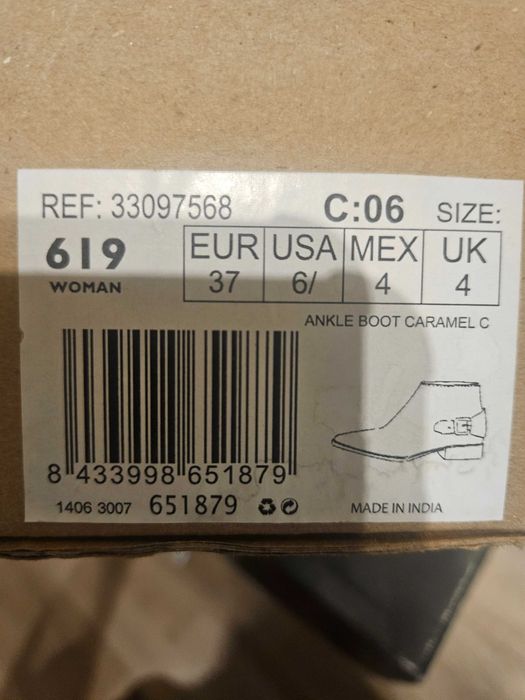 REF: 33097568 C:06 SIZE:
619 EUR USA MEX UK
WOMAN 37 6/ 4 4
ANKLE BOOT CARAMEL C
8 433998 651879
1406 3007 651879 MADE IN INDIA